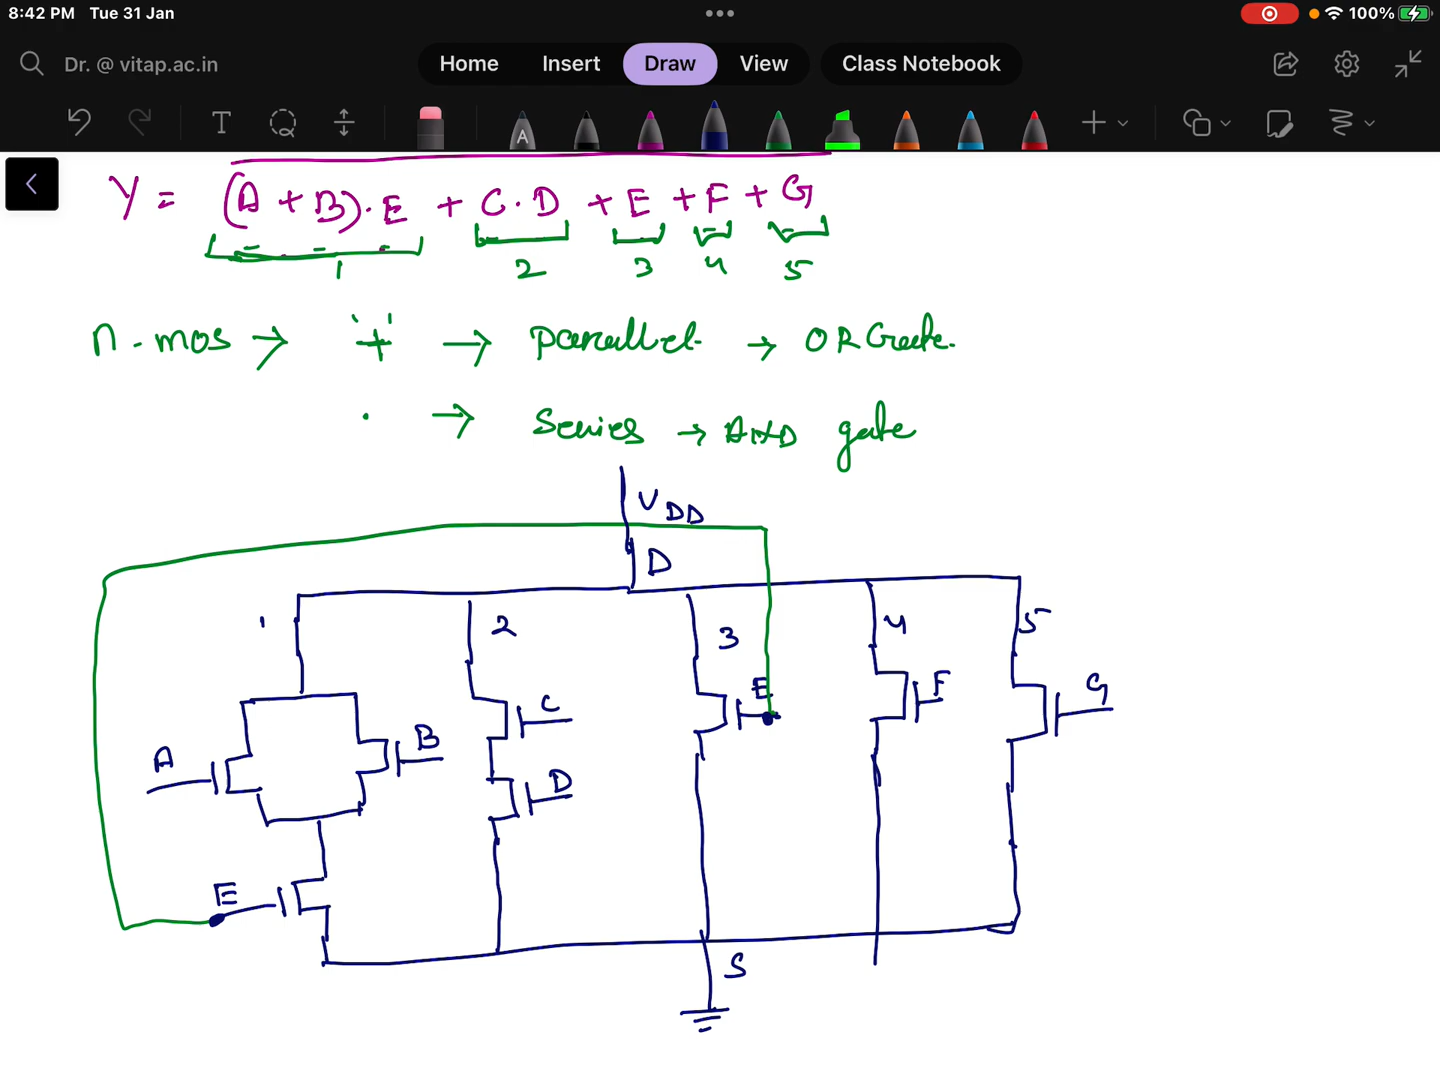 8:42 PM Tue 31 Jan
100%
Dr. @ vitap.ac.in
Home Insert Draw View Class Notebook
T A
Y = (A + B)·E + C·D + E + F + G
1 2 3 4 5
n-mos → '+' → parallel → OR Gate.
· → Series → AND gate
VDD
D
1 2 3 4 5
A B C D E F G
E
S